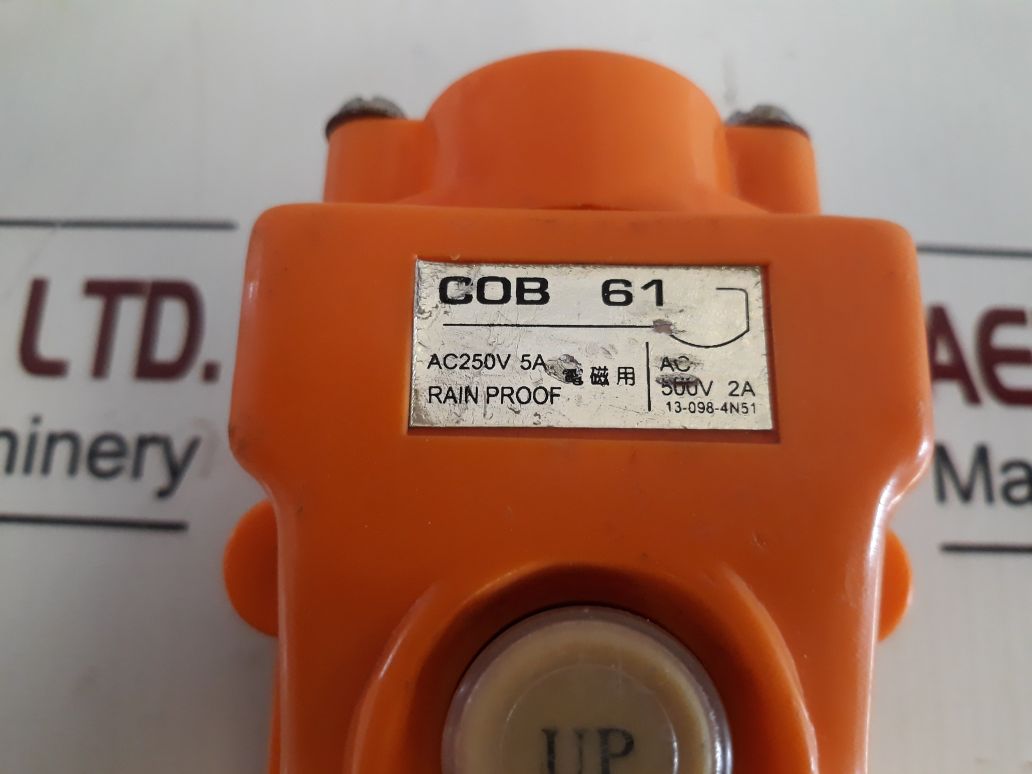 COB 61
AC250V 5A
RAIN PROOF
電磁用
AC
500V 2A
13-098-4N51
UP
LTD.
hinery
AE
Ma